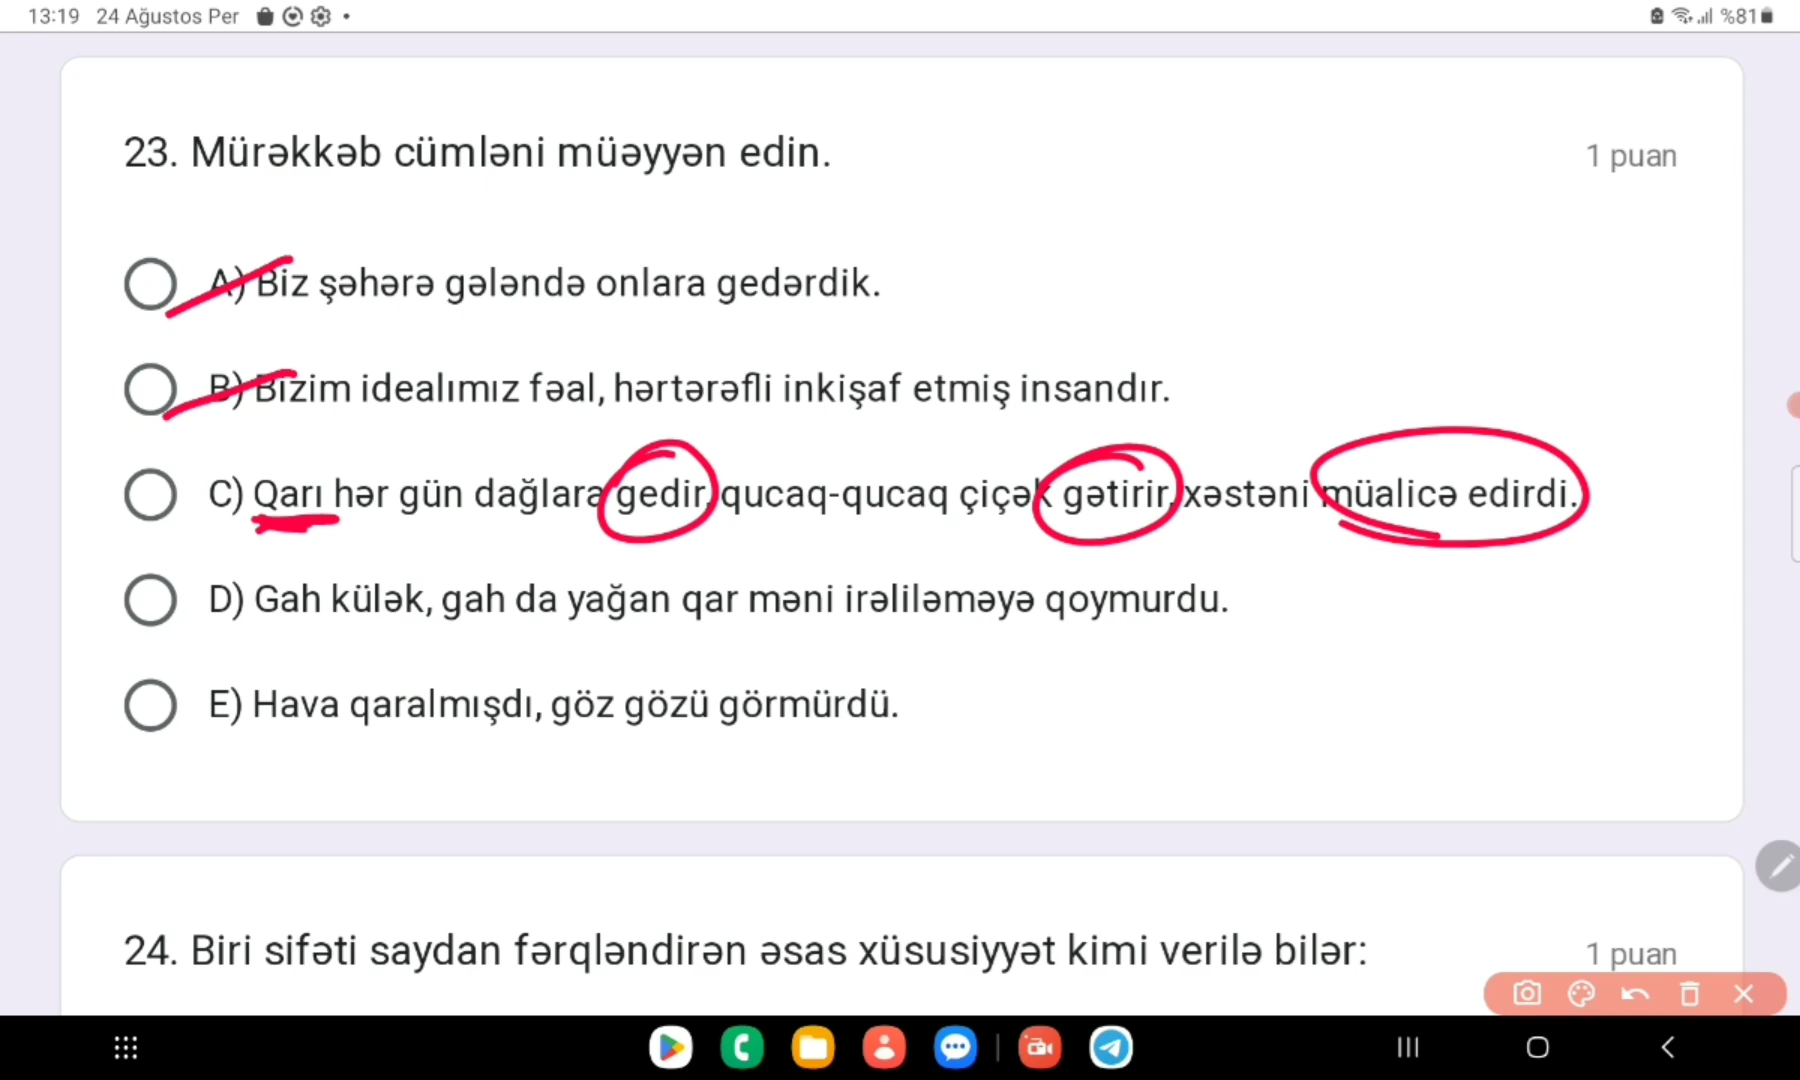 13:19 24 Ağustos Per
%81
23. Mürəkkəb cümləni müəyyən edin.
1 puan
A) Biz şəhərə gələndə onlara gedərdik.
B) Bizim idealımız fəal, hərtərəfli inkişaf etmiş insandır.
C) Qarı hər gün dağlara gedir, qucaq-qucaq çiçək gətirir, xəstəni müalicə edirdi.
D) Gah külək, gah da yağan qar məni irəliləməyə qoymurdu.
E) Hava qaralmışdı, göz gözü görmürdü.
24. Biri sifəti saydan fərqləndirən əsas xüsusiyyət kimi verilə bilər:
1 puan